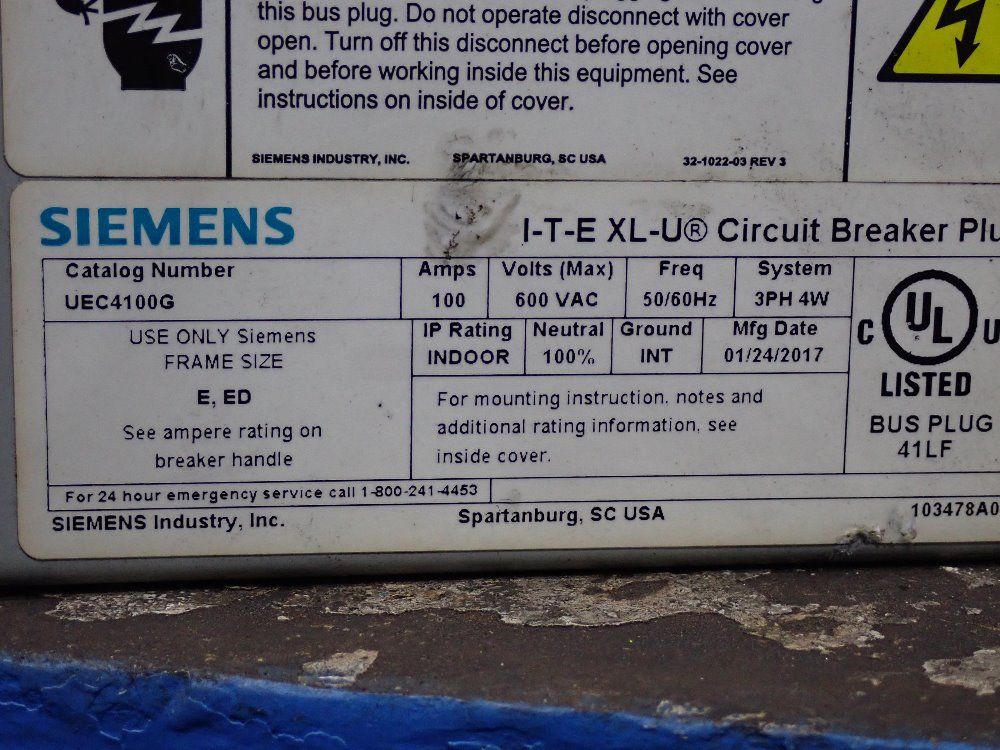 this bus plug. Do not operate disconnect with cover
open. Turn off this disconnect before opening cover
and before working inside this equipment. See
instructions on inside of cover.
SIEMENS INDUSTRY, INC. SPARTANBURG, SC USA 32-1022-03 REV 3
SIEMENS
I-T-E XL-U® Circuit Breaker Plu
Catalog Number
UEC4100G
Amps
100
Volts (Max)
600 VAC
Freq
50/60Hz
System
3PH 4W
USE ONLY Siemens
FRAME SIZE
E, ED
See ampere rating on
breaker handle
IP Rating
INDOOR
Neutral
100%
Ground
INT
Mfg Date
01/24/2017
For mounting instruction. notes and
additional rating information, see
inside cover.
C UL U
LISTED
BUS PLUG
41LF
For 24 hour emergency service call 1-800-241-4453
SIEMENS Industry, Inc. Spartanburg, SC USA 103478A0